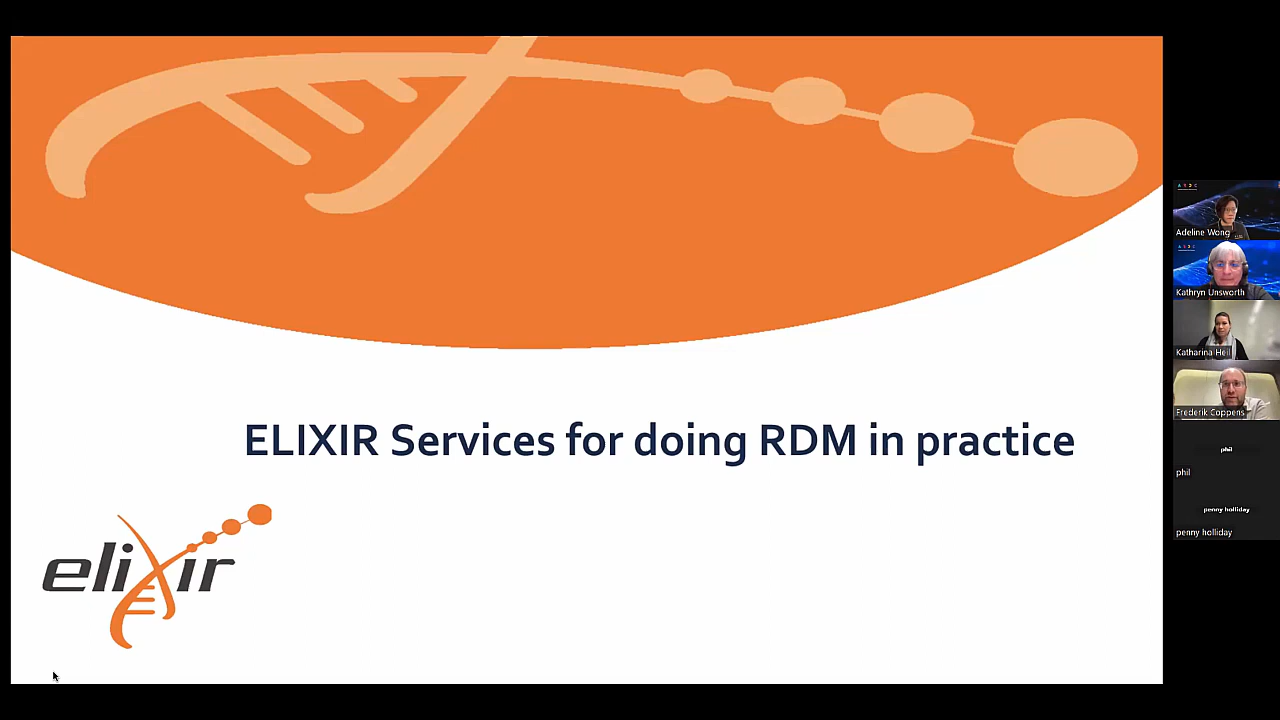 ELIXIR Services for doing RDM in practice
elixir
Adeline Wong
Kathryn Unsworth
Katharina Heil
Frederik Coppens
phil
phil
penny holliday
penny holliday